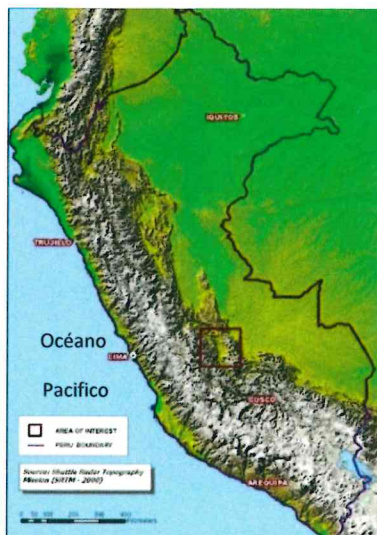 IQUITOS
TRUJILLO
Océano
LIMA
Pacifico
CUSCO
AREQUIPA
AREA OF INTEREST
PERU BOUNDARY
Source: Shuttle Radar Topography
Mission (SRTM - 2000)